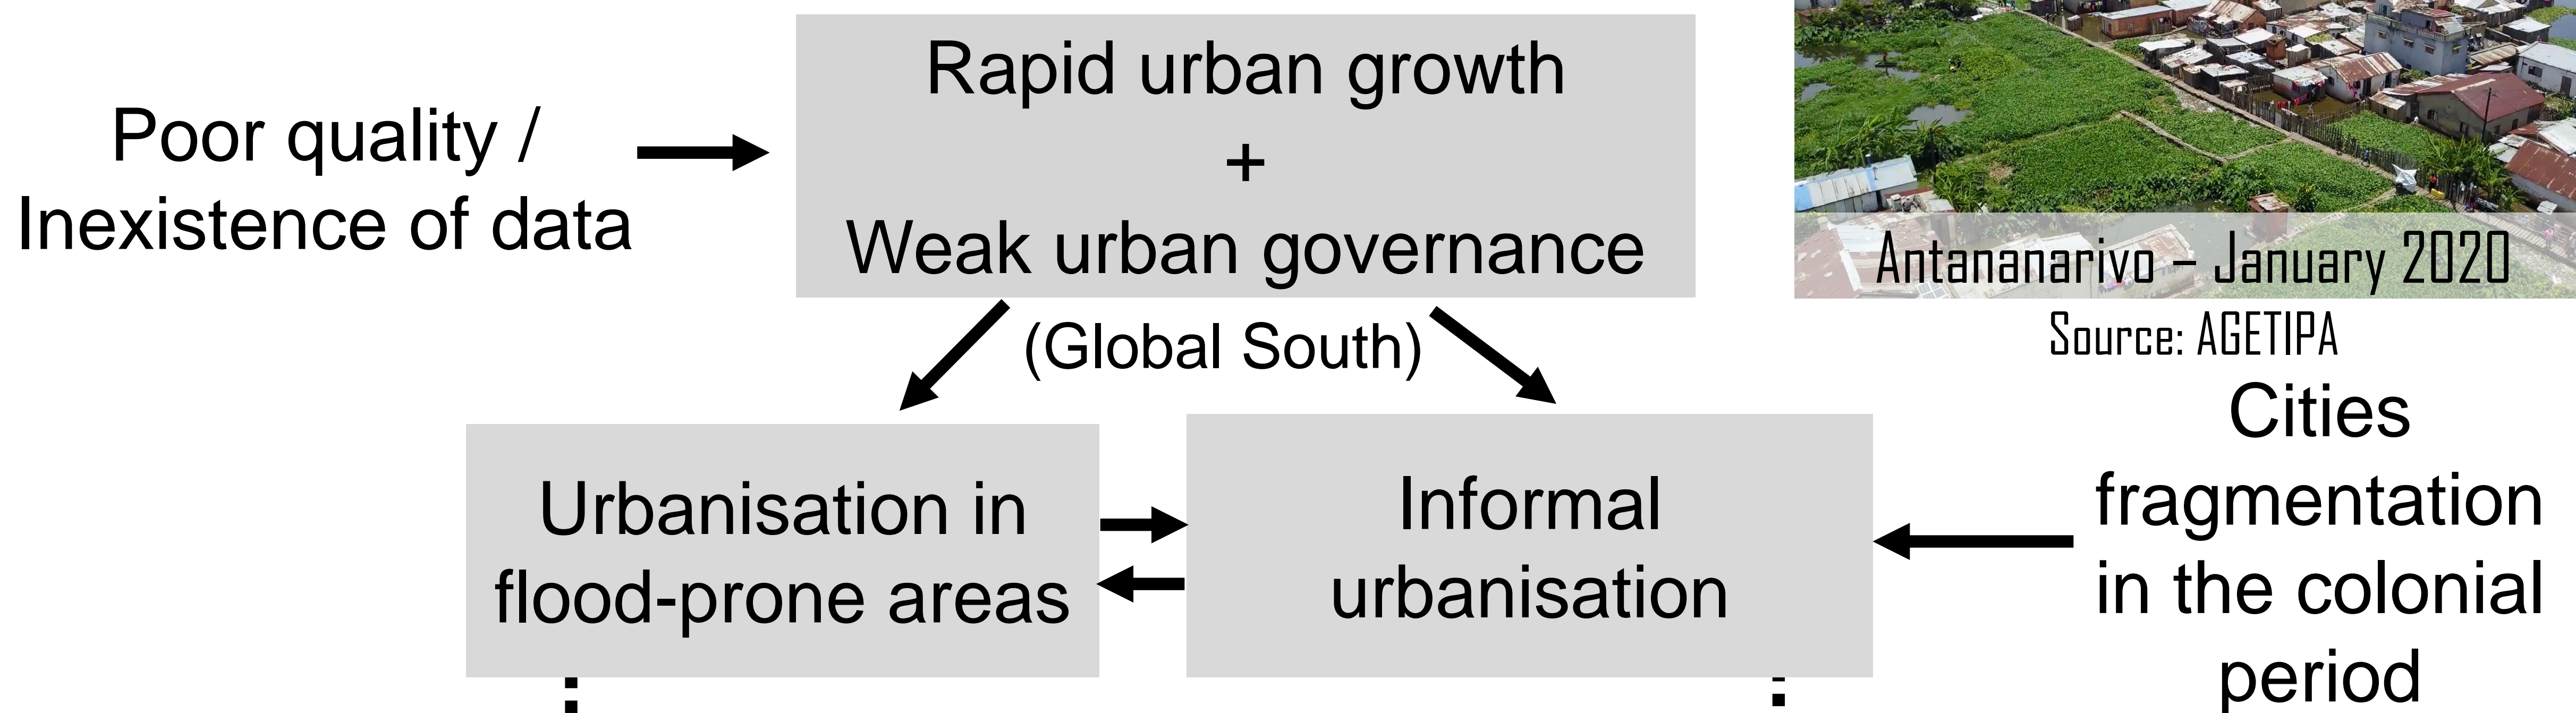 Poor quality /
Inexistence of data
Rapid urban growth
+
Weak urban governance
(Global South)
Antananarivo – January 2020
Source: AGETIPA
Urbanisation in
flood-prone areas
Informal
urbanisation
Cities
fragmentation
in the colonial
period